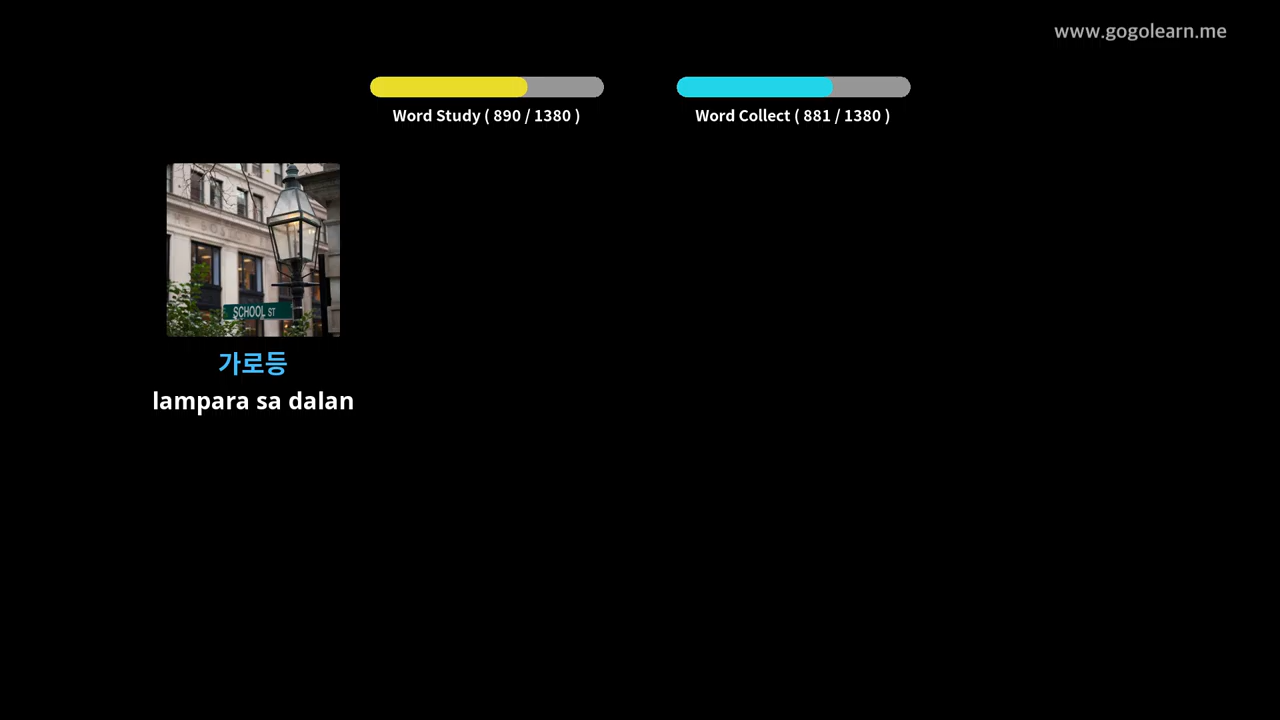 www.gogolearn.me
Word Study ( 890 / 1380 )
Word Collect ( 881 / 1380 )
SCHOOL ST
가로등
lampara sa dalan